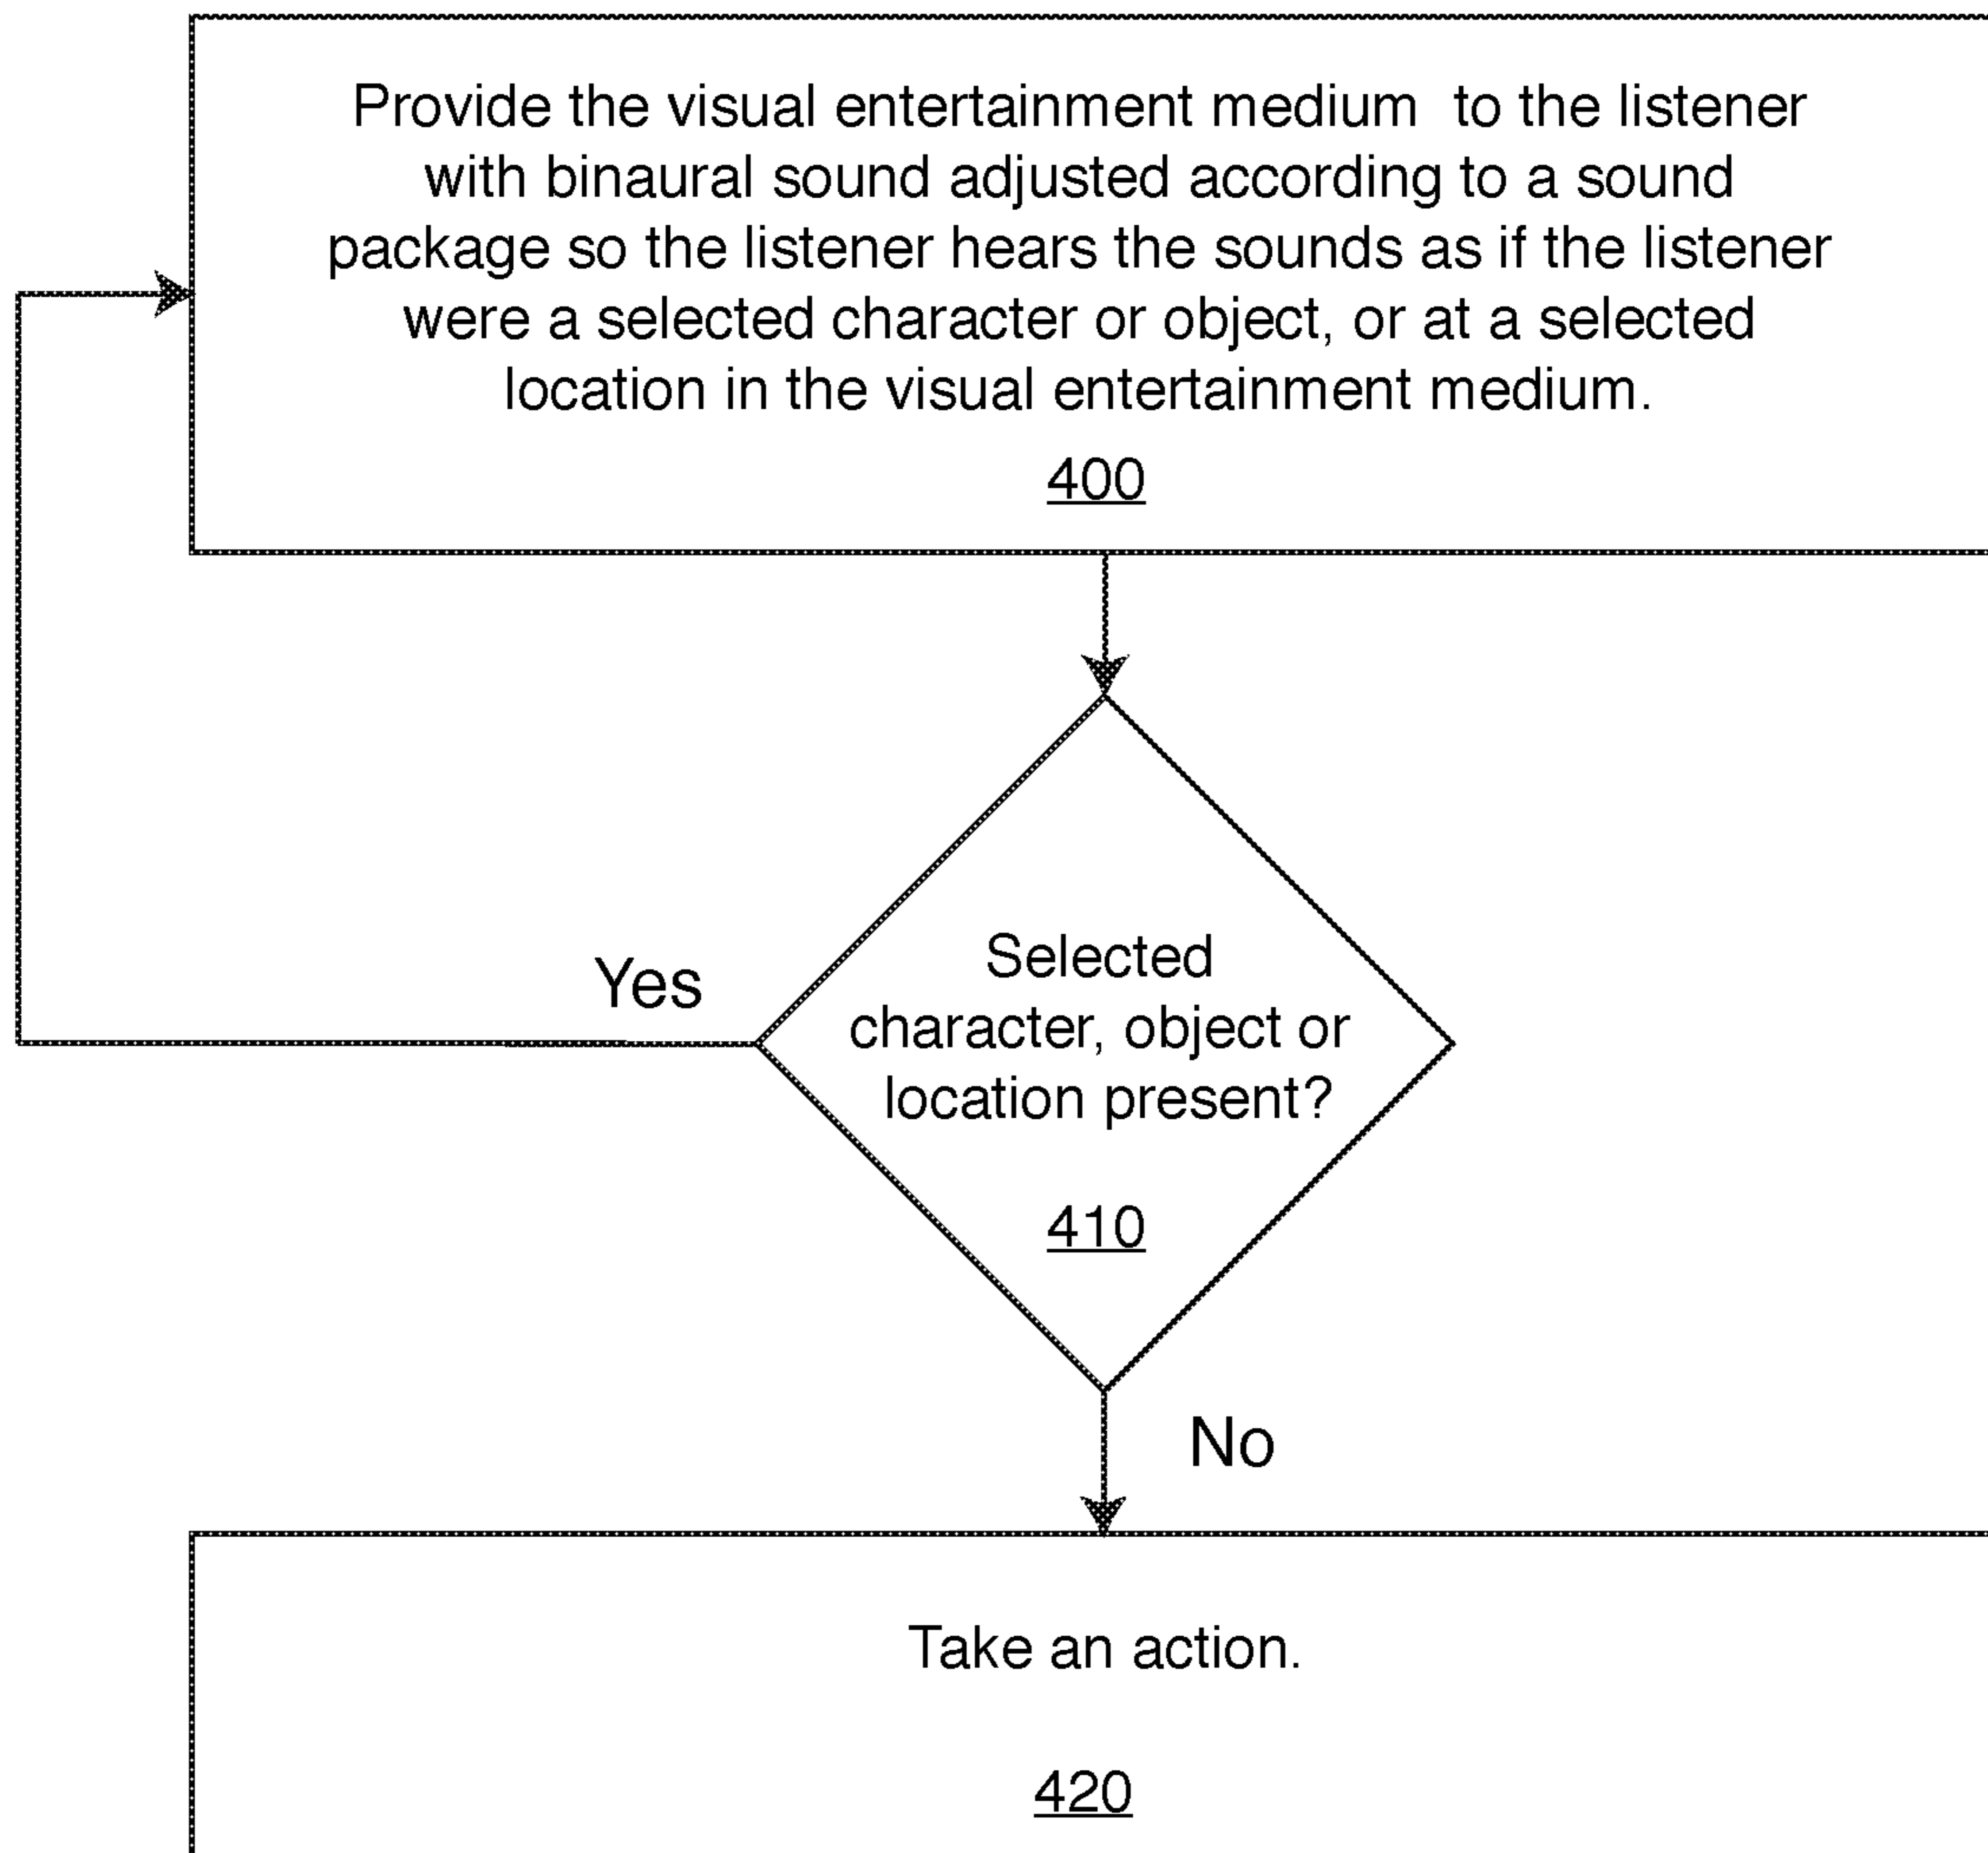 Provide the visual entertainment medium to the listener
with binaural sound adjusted according to a sound
package so the listener hears the sounds as if the listener
were a selected character or object, or at a selected
location in the visual entertainment medium.
400
Yes
Selected
character, object or
location present?
410
No
Take an action.
420